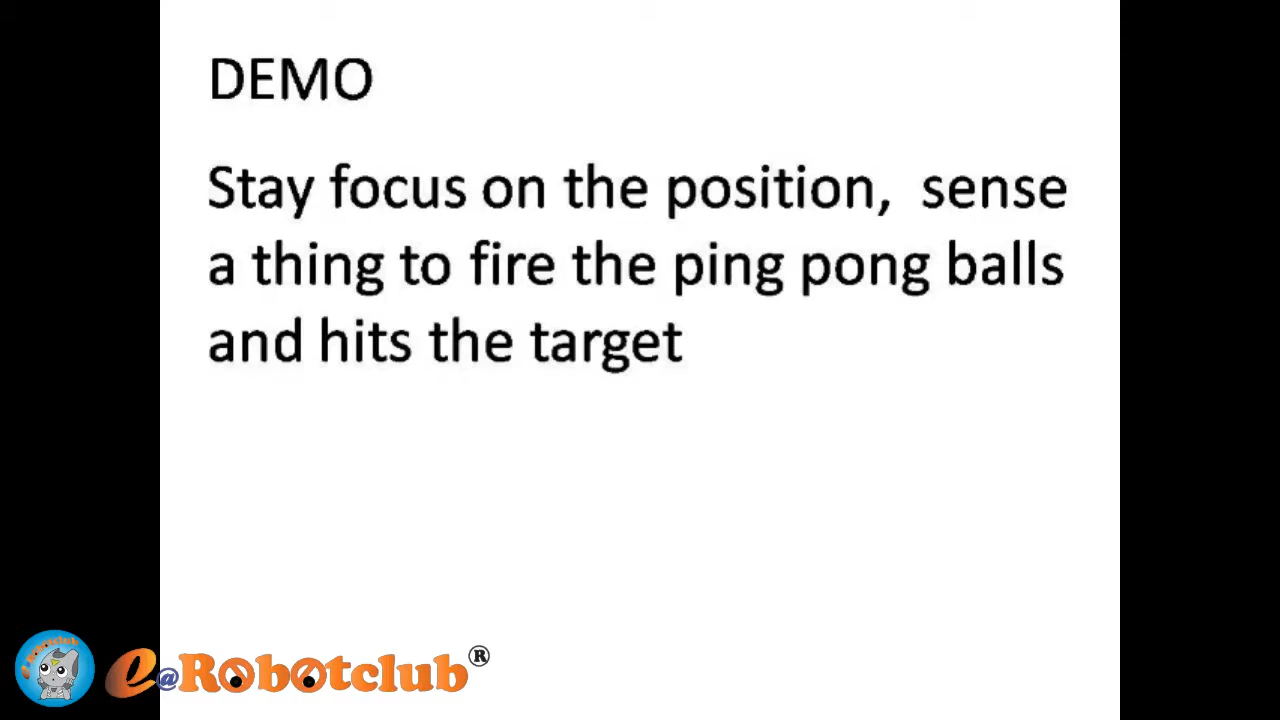 DEMO
Stay focus on the position,  sense
a thing to fire the ping pong balls
and hits the target
e robotclub
e@Robotclub®